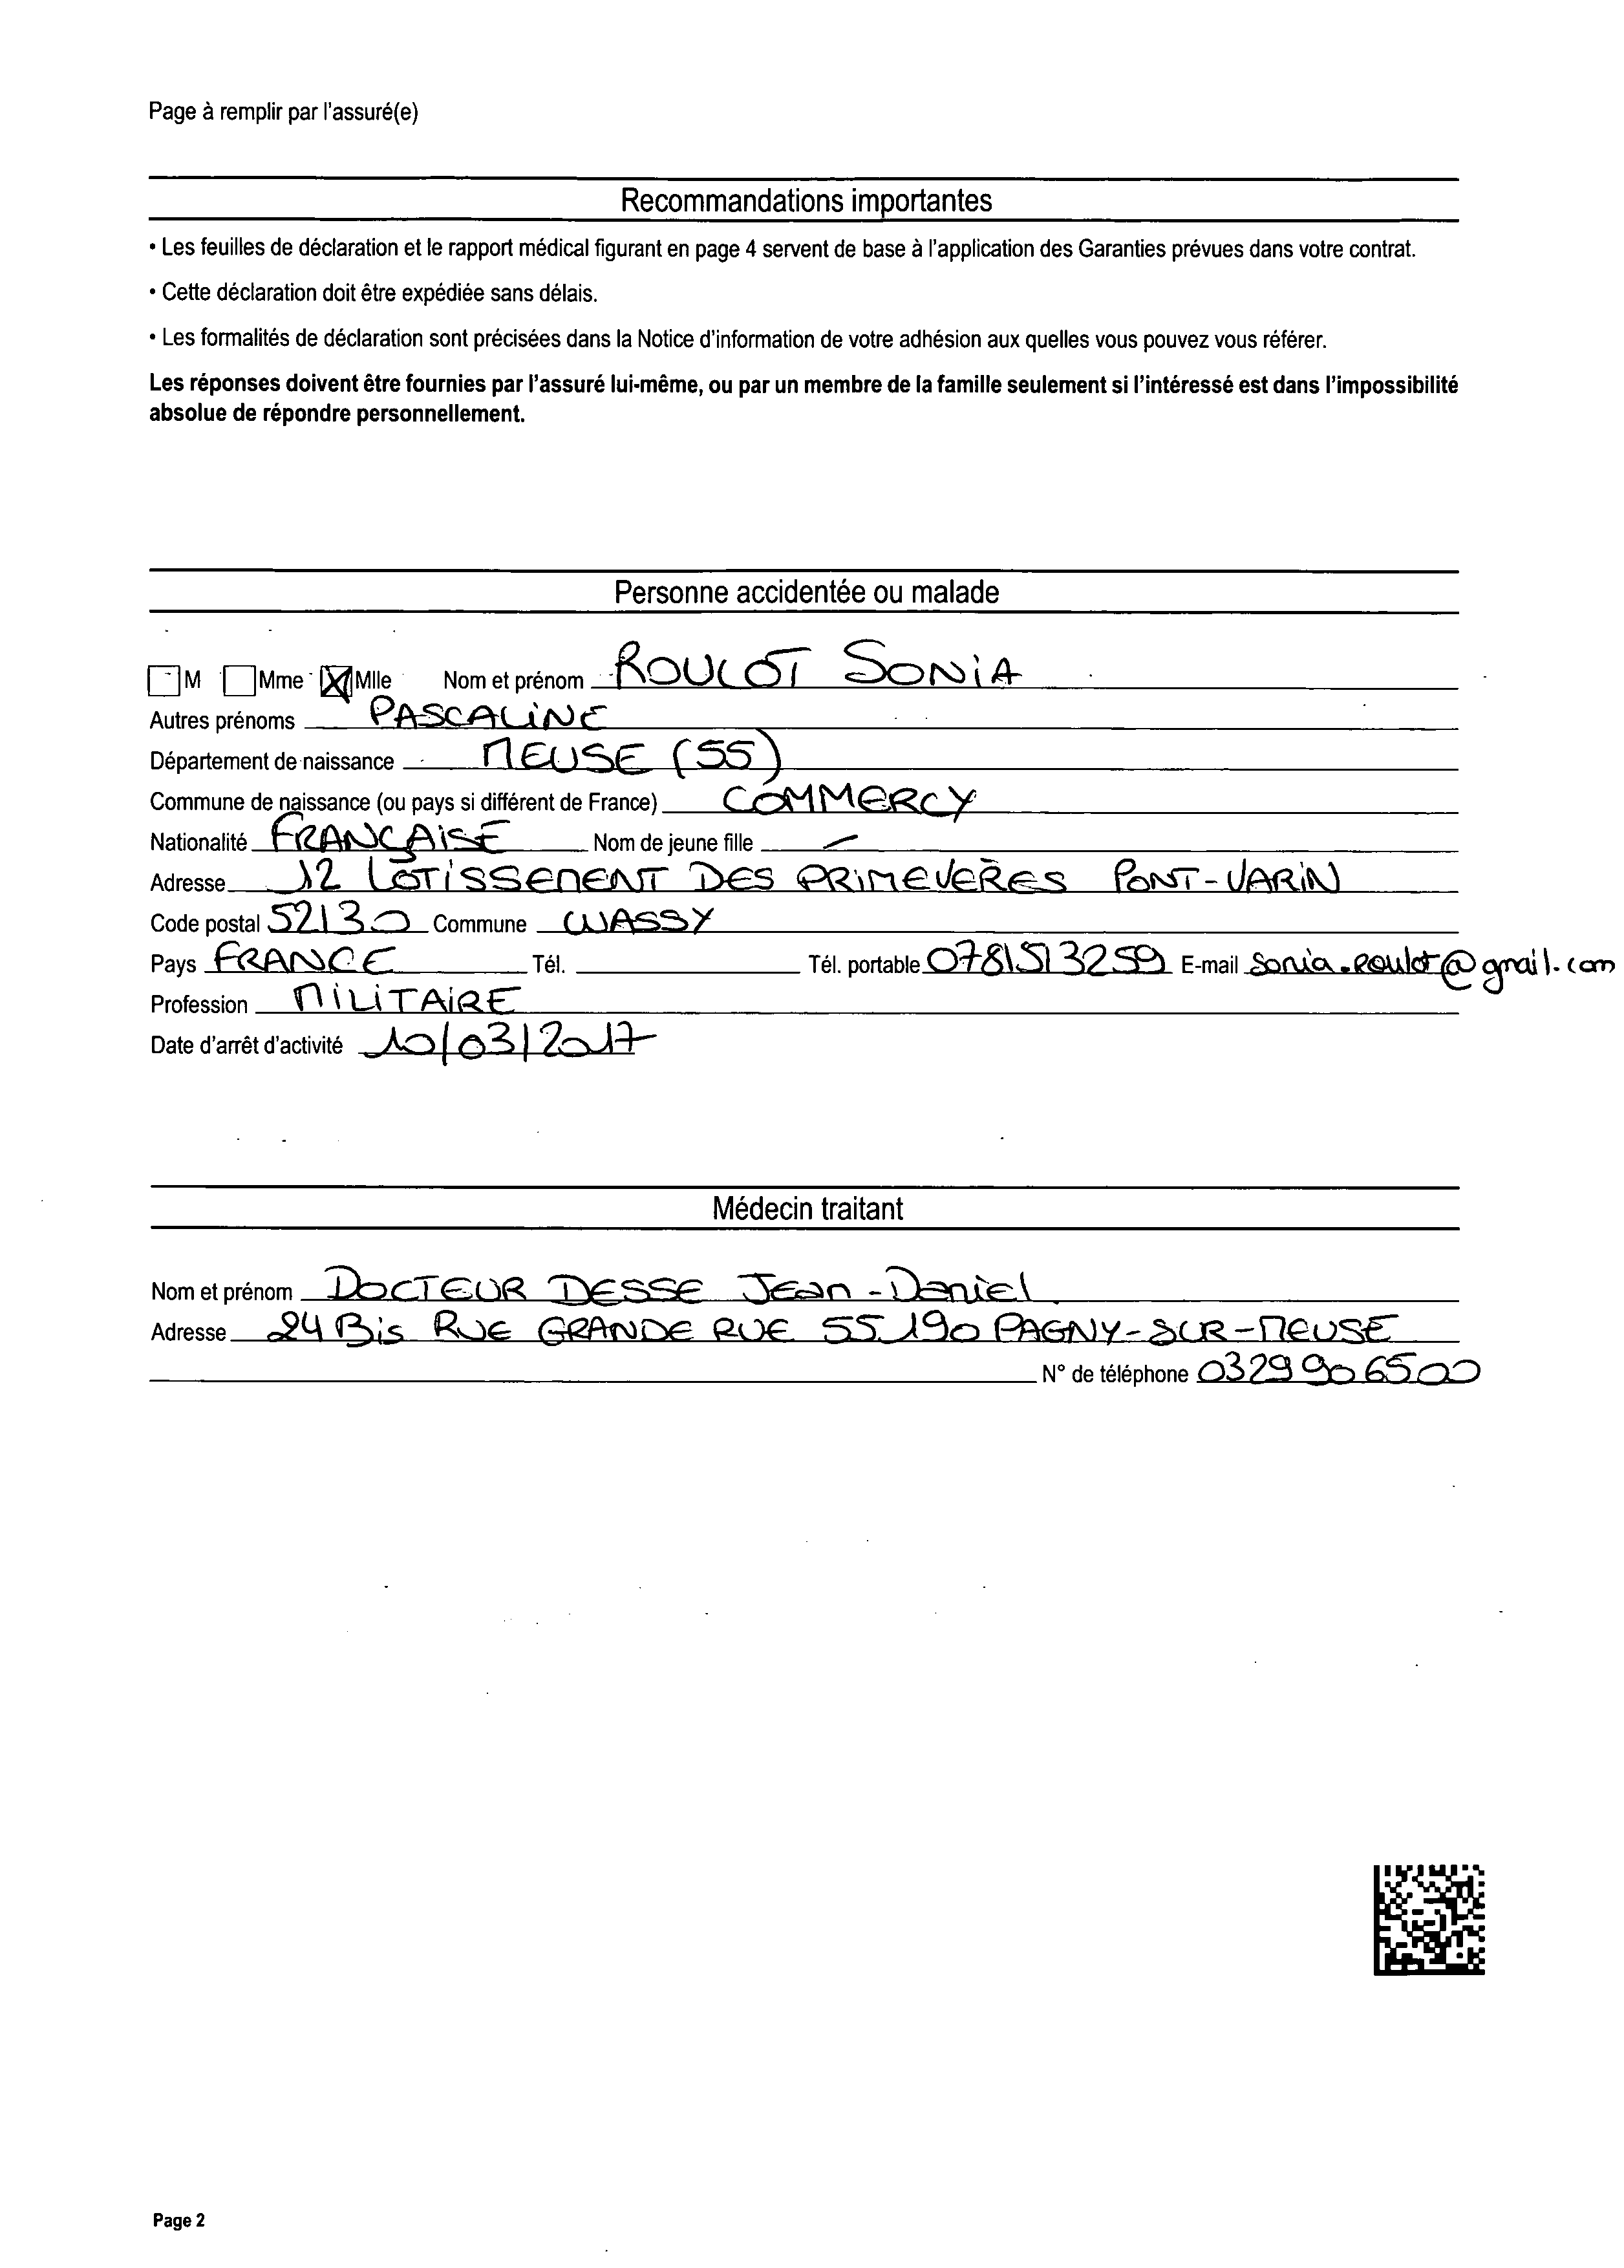 Page à remplir par l'assuré(e)
Recommandations importantes
• Les feuilles de déclaration et le rapport médical figurant en page 4 servent de base à l'application des Garanties prévues dans votre contrat.
• Cette déclaration doit être expédiée sans délais.
• Les formalités de déclaration sont précisées dans la Notice d'information de votre adhésion aux quelles vous pouvez vous référer.
Les réponses doivent être fournies par l'assuré lui-même, ou par un membre de la famille seulement si l'intéressé est dans l'impossibilité
absolue de répondre personnellement.
Personne accidentée ou malade
M Mme Mlle Nom et prénom ROULOT SONIA
Autres prénoms PASCALINE
Département de naissance MEUSE (55)
Commune de naissance (ou pays si différent de France) COMMERCY
Nationalité FRANÇAISE Nom de jeune fille –
Adresse 12 LOTISSEMENT DES PRIMEVÈRES PONT-VARIN
Code postal 52130 Commune WASSY
Pays FRANCE Tél. Tél. portable 0781513259 E-mail sonia.roulot@gmail.com
Profession MILITAIRE
Date d'arrêt d'activité 10/03/2017
Médecin traitant
Nom et prénom DOCTEUR DESSE Jean-Daniel
Adresse 24 Bis RUE GRANDE RUE 55190 PAGNY-SUR-MEUSE
N° de téléphone 0329906500
Page 2